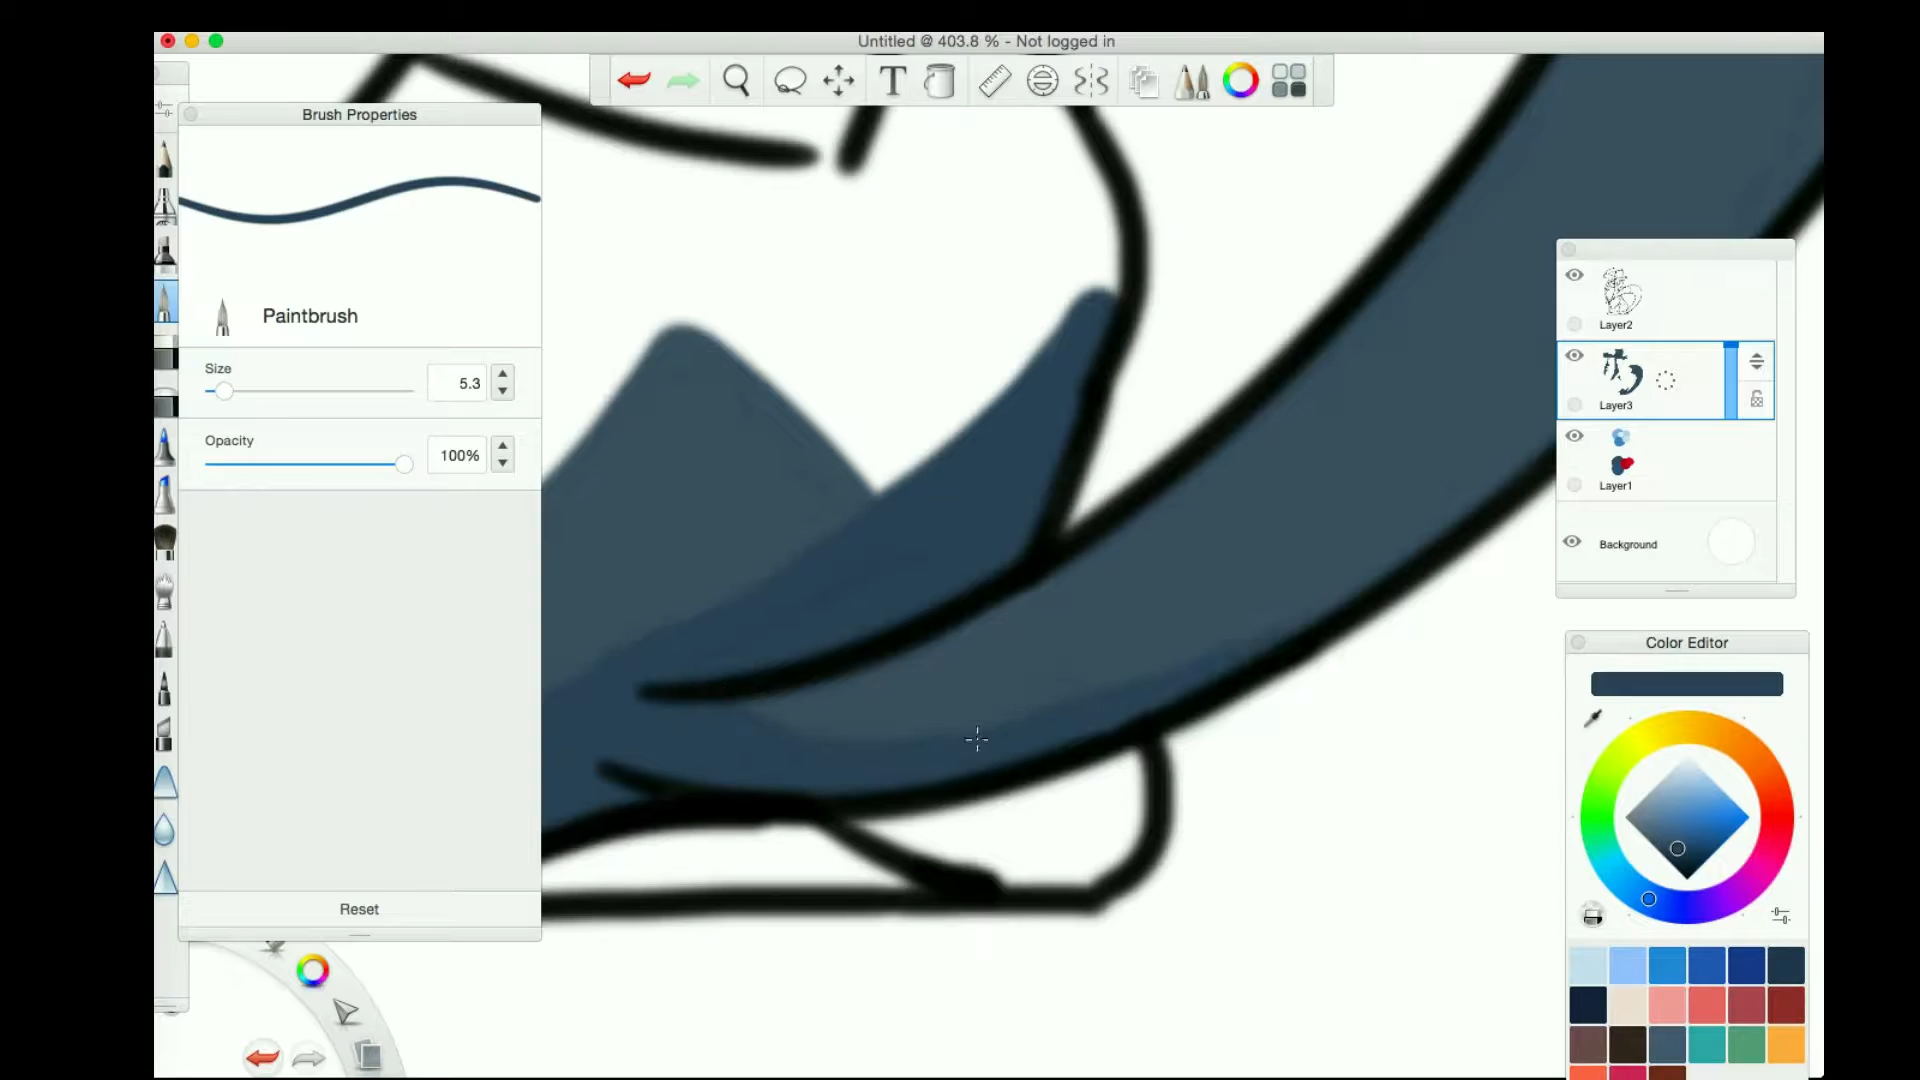 Untitled @ 403.8 % - Not logged in
T
Brush Properties
Paintbrush
Size
5.3
Opacity
100%
Reset
Layer2
Layer3
Layer1
Background
Color Editor